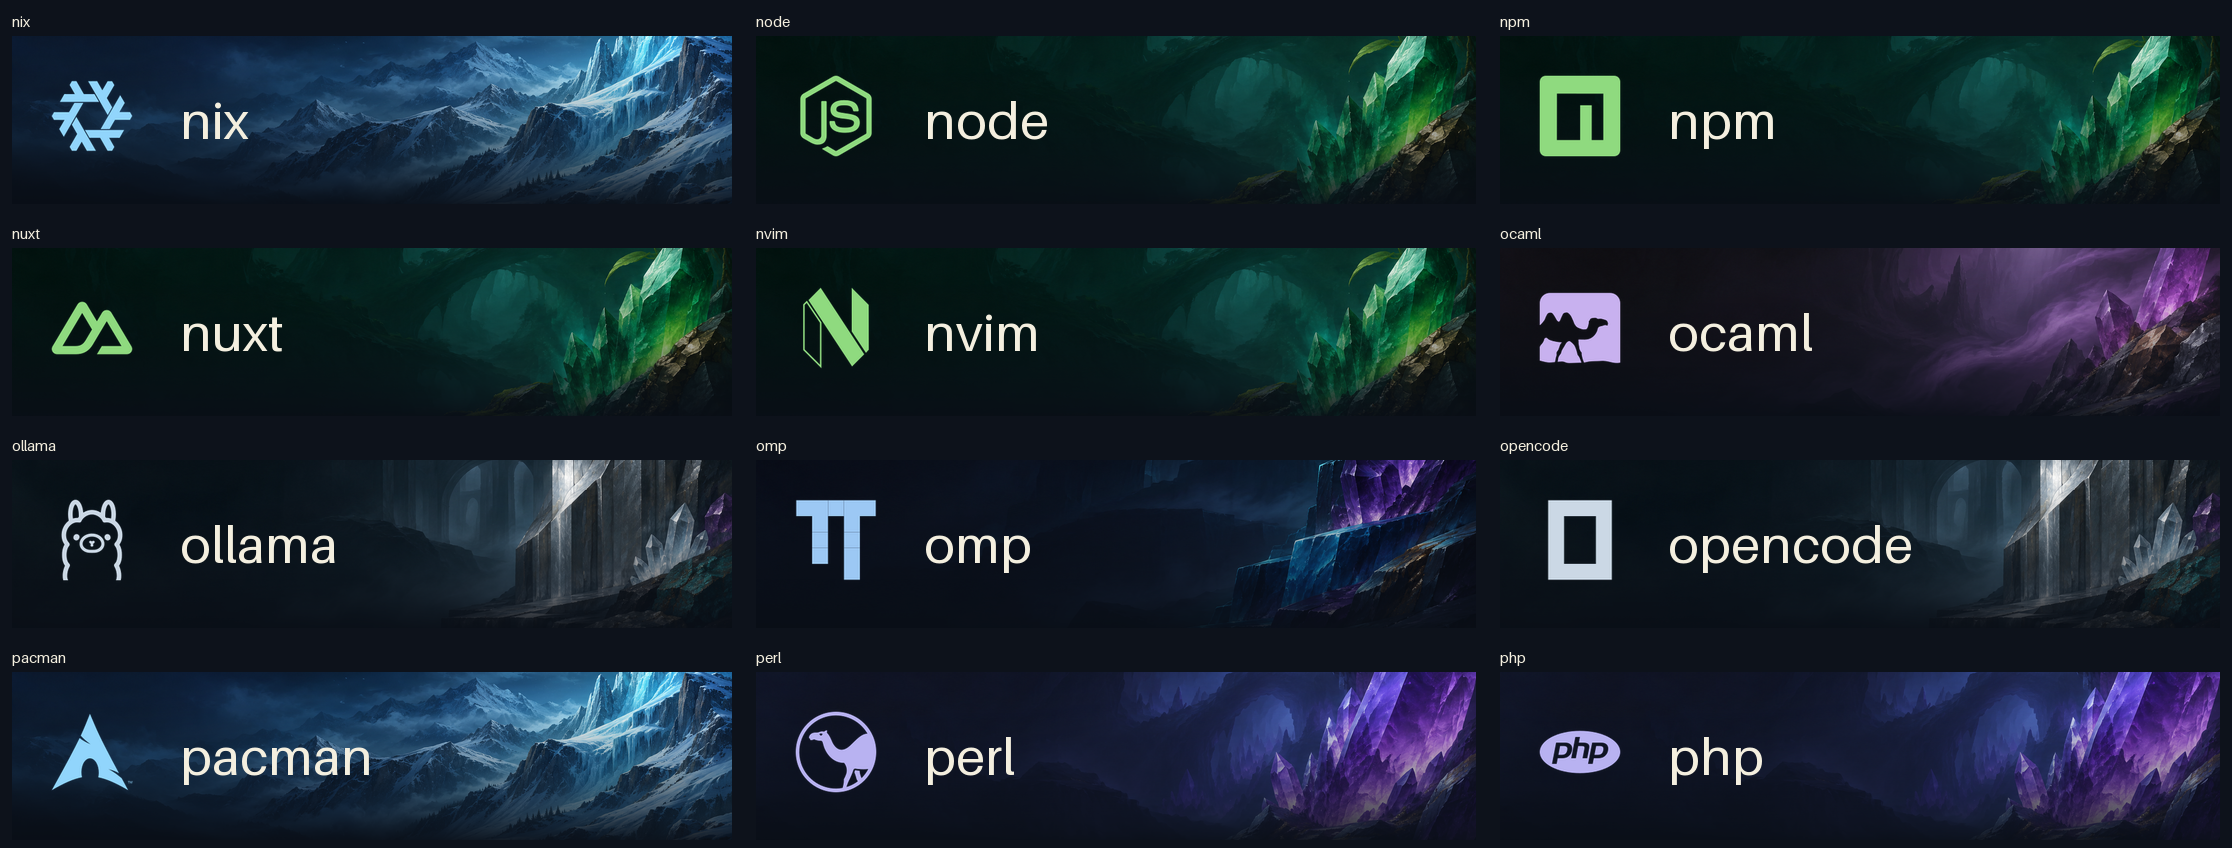 nix
node
npm
nix
JS
node
npm
nuxt
nvim
ocaml
nuxt
nvim
ocaml
ollama
omp
opencode
ollama
omp
opencode
pacman
perl
php
pacman
perl
php
php